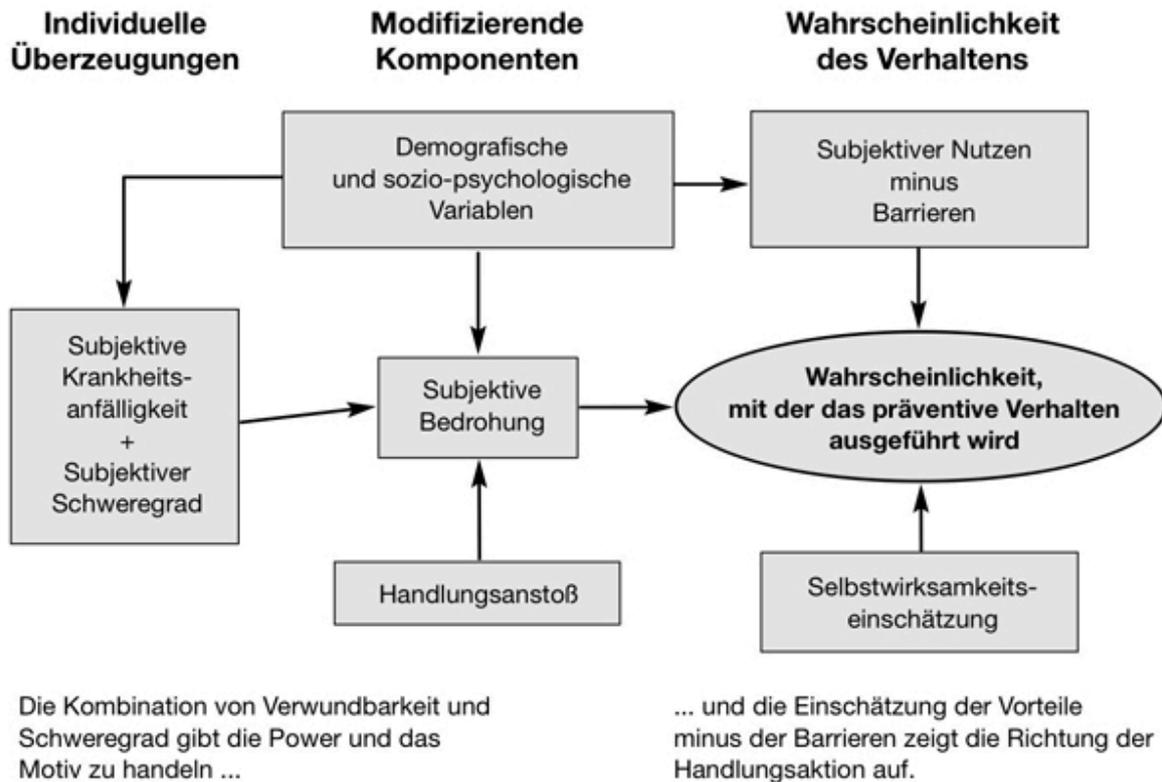 Individuelle
Überzeugungen
Modifizierende
Komponenten
Wahrscheinlichkeit
des Verhaltens
Demografische
und sozio-psychologische
Variablen
Subjektiver Nutzen
minus
Barrieren
Subjektive
Krankheits-
anfälligkeit
+
Subjektiver
Schweregrad
Subjektive
Bedrohung
Wahrscheinlichkeit,
mit der das präventive Verhalten
ausgeführt wird
Handlungsanstoß
Selbstwirksamkeits-
einschätzung
Die Kombination von Verwundbarkeit und
Schweregrad gibt die Power und das
Motiv zu handeln ...
... und die Einschätzung der Vorteile
minus der Barrieren zeigt die Richtung der
Handlungsaktion auf.